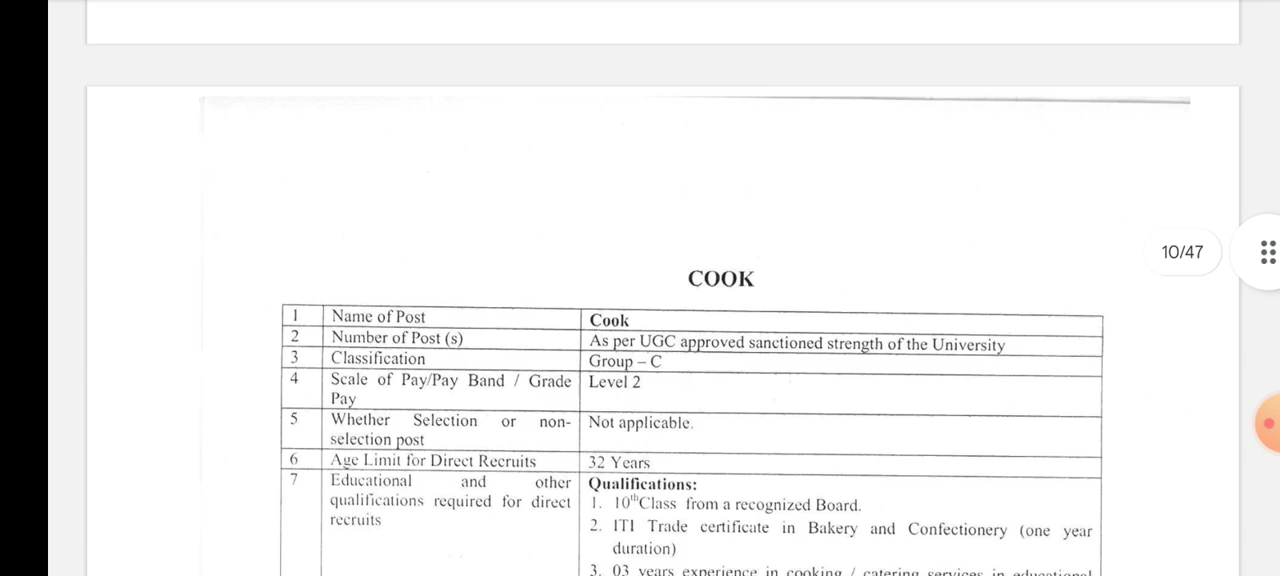 10/47
COOK
1 Name of Post Cook
2 Number of Post (s) As per UGC approved sanctioned strength of the University
3 Classification Group – C
4 Scale of Pay/Pay Band / Grade Level 2
Pay
5 Whether Selection or non- Not applicable.
selection post
6 Age Limit for Direct Recruits 32 Years
7 Educational and other Qualifications:
qualifications required for direct 1. 10thClass from a recognized Board.
recruits 2. ITI Trade certificate in Bakery and Confectionery (one year
duration)
3. 03 years experience in cooking / catering services in educational